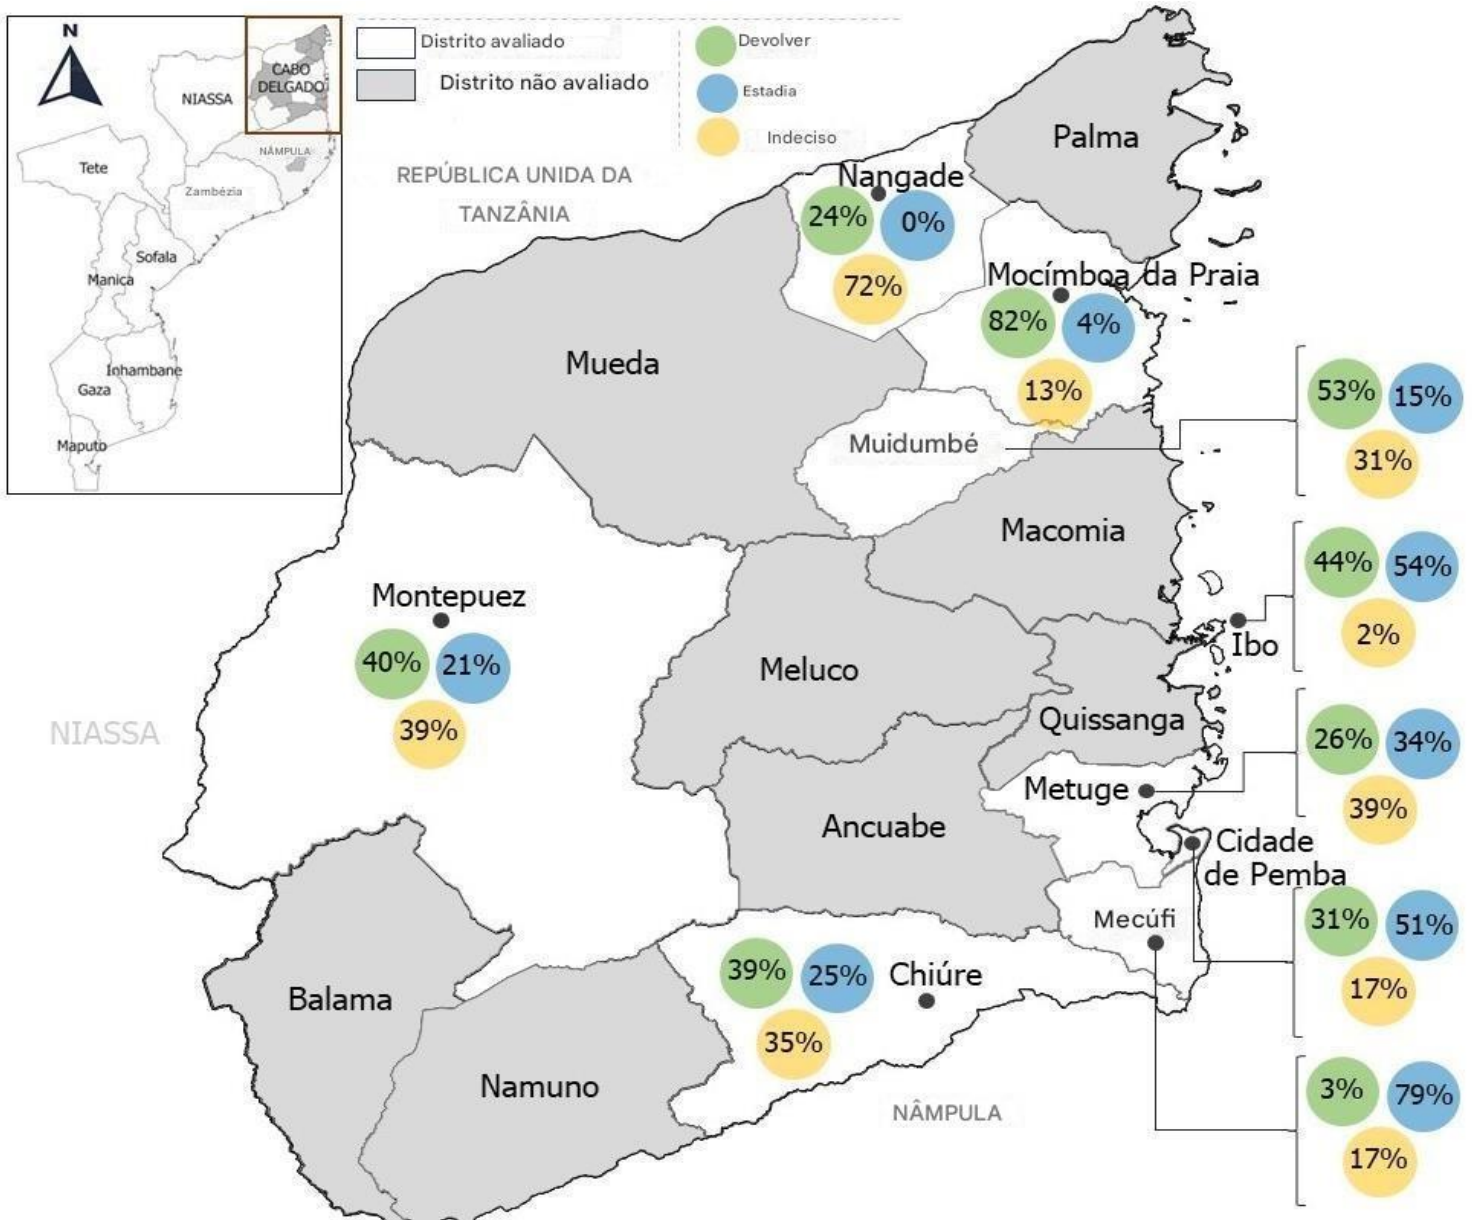 N
CABO
DELGADO
NIASSA
NÂMPULA
Tete
Zambézia
Sofala
Manica
Inhambane
Gaza
Maputo
Distrito avaliado
Distrito não avaliado
Devolver
Estadia
Indeciso
REPÚBLICA UNIDA DA
TANZÂNIA
Palma
Nangade
24%
0%
72%
Mocímboa da Praia
82%
4%
13%
Mueda
Muidumbé
53%
15%
31%
Macomia
Montepuez
40%
21%
39%
44%
54%
2%
Ibo
Meluco
NIASSA
Quissanga
26%
34%
39%
Metuge
Ancuabe
Cidade
de Pemba
31%
51%
17%
Mecúfi
39%
25%
35%
Chiúre
Balama
Namuno
NÂMPULA
3%
79%
17%